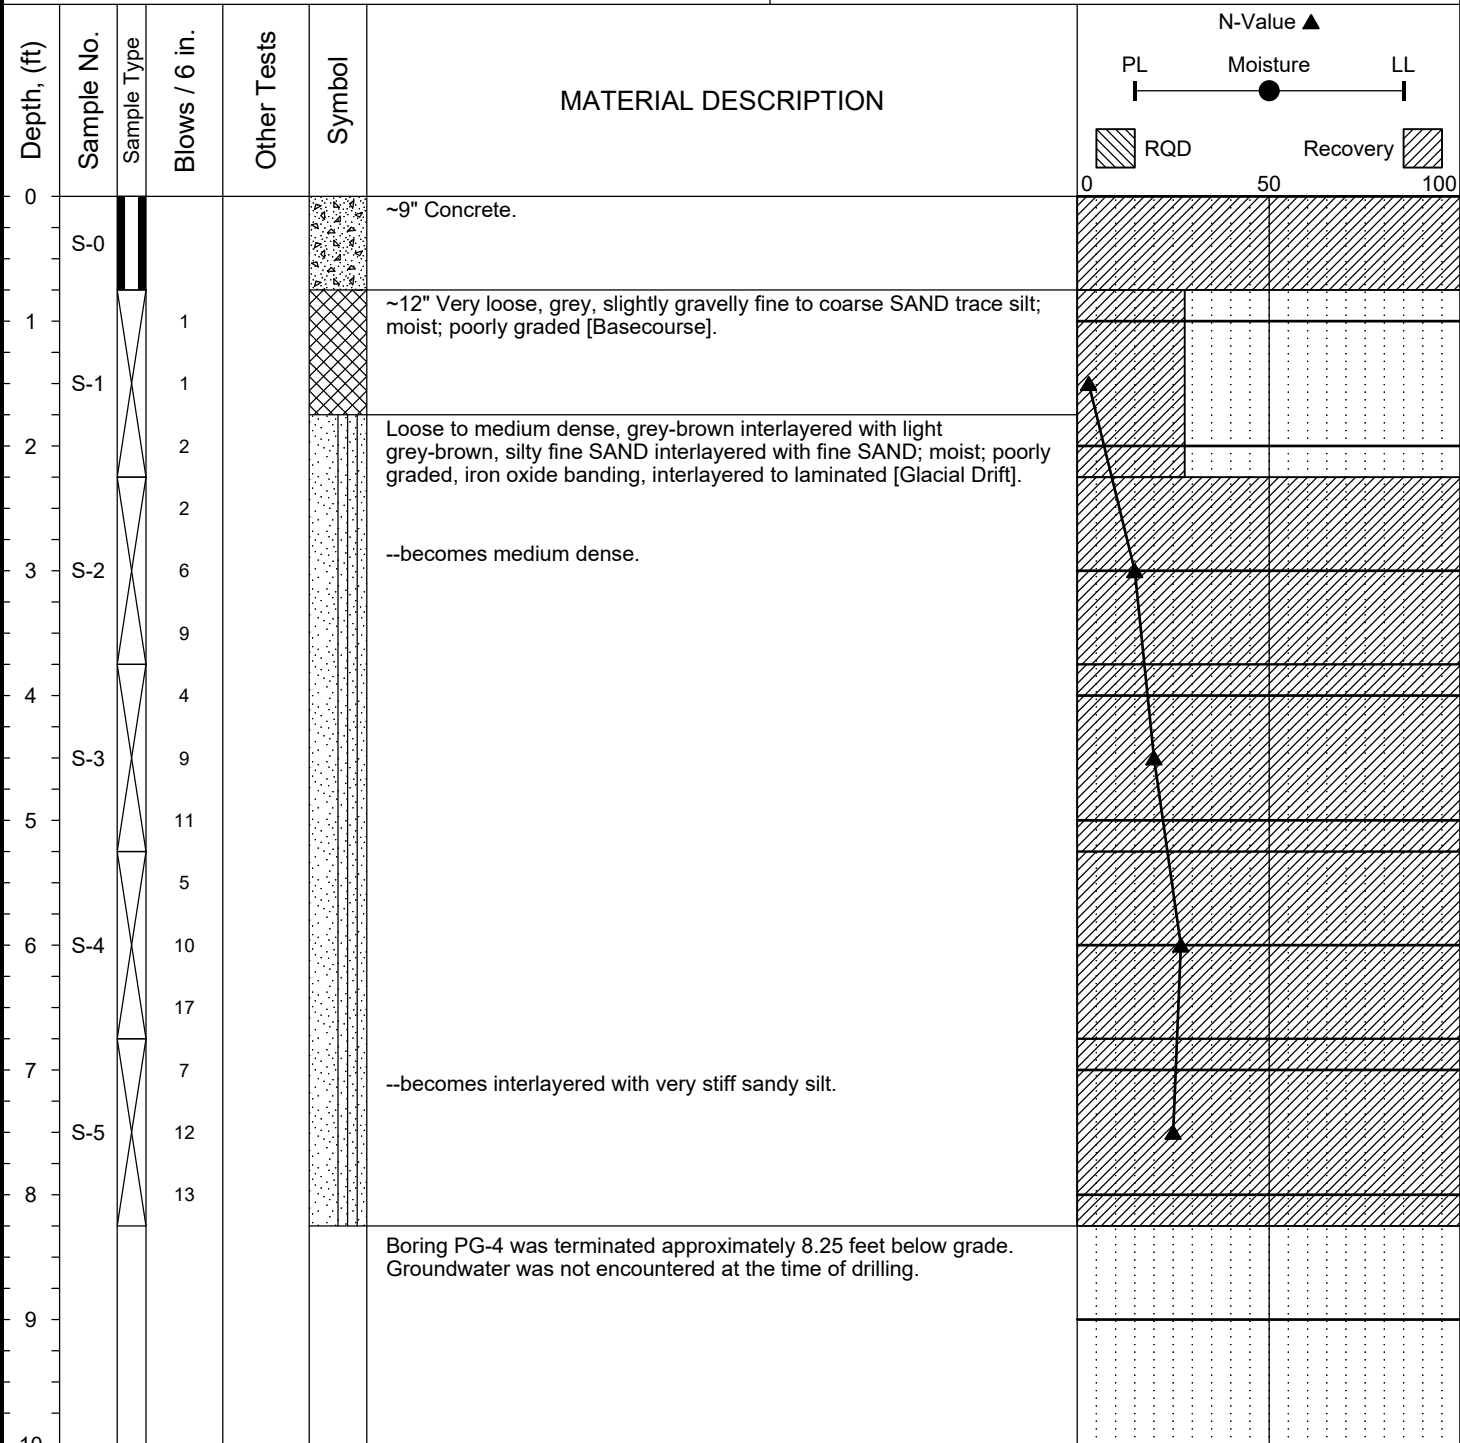 Depth, (ft)
Sample No.
Sample Type
Blows / 6 in.
Other Tests
Symbol
MATERIAL DESCRIPTION
N-Value ▲
PL Moisture LL
RQD Recovery
0 50 100
0
~9" Concrete.
S-0
~12" Very loose, grey, slightly gravelly fine to coarse SAND trace silt;
1 1
moist; poorly graded [Basecourse].
S-1 1
Loose to medium dense, grey-brown interlayered with light
2 2
grey-brown, silty fine SAND interlayered with fine SAND; moist; poorly
graded, iron oxide banding, interlayered to laminated [Glacial Drift].
2
--becomes medium dense.
3 S-2 6
9
4 4
S-3 9
5 11
5
6 S-4 10
17
7 7
--becomes interlayered with very stiff sandy silt.
S-5 12
8 13
Boring PG-4 was terminated approximately 8.25 feet below grade.
Groundwater was not encountered at the time of drilling.
9
10